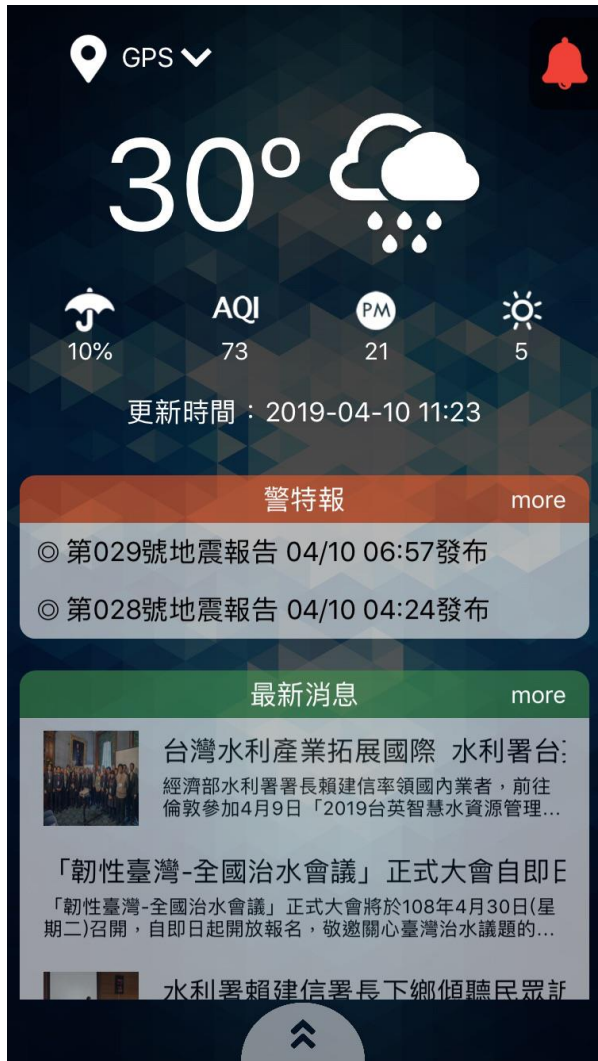 GPS
30°
10%
AQI
73
PM
21
5
更新時間：2019-04-10 11:23
警特報
more
◎ 第029號地震報告 04/10 06:57發布
◎ 第028號地震報告 04/10 04:24發布
最新消息
more
台灣水利產業拓展國際 水利署台
經濟部水利署署長賴建信率領國內業者，前往
倫敦參加4月9日「2019台英智慧水資源管理...
「韌性臺灣-全國治水會議」正式大會自即日
「韌性臺灣-全國治水會議」正式大會將於108年4月30日(星
期二)召開，自即日起開放報名，敬邀關心臺灣治水議題的...
水利署賴建信署長下鄉傾聽民眾